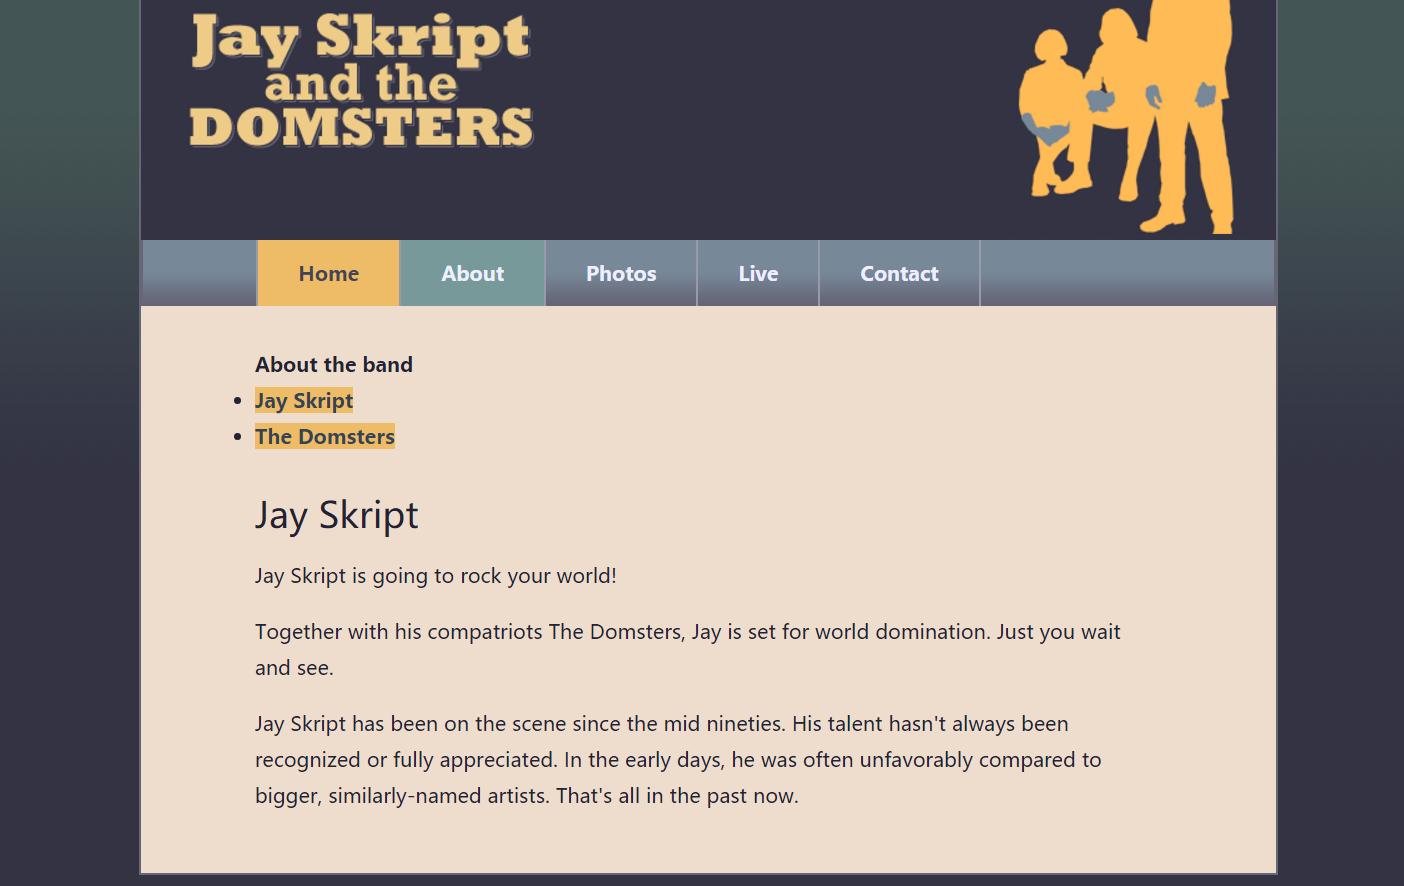 Jay Skript
and the
DOMSTERS
Home About Photos Live Contact
About the band
Jay Skript
The Domsters
Jay Skript
Jay Skript is going to rock your world!
Together with his compatriots The Domsters, Jay is set for world domination. Just you wait
and see.
Jay Skript has been on the scene since the mid nineties. His talent hasn't always been
recognized or fully appreciated. In the early days, he was often unfavorably compared to
bigger, similarly-named artists. That's all in the past now.